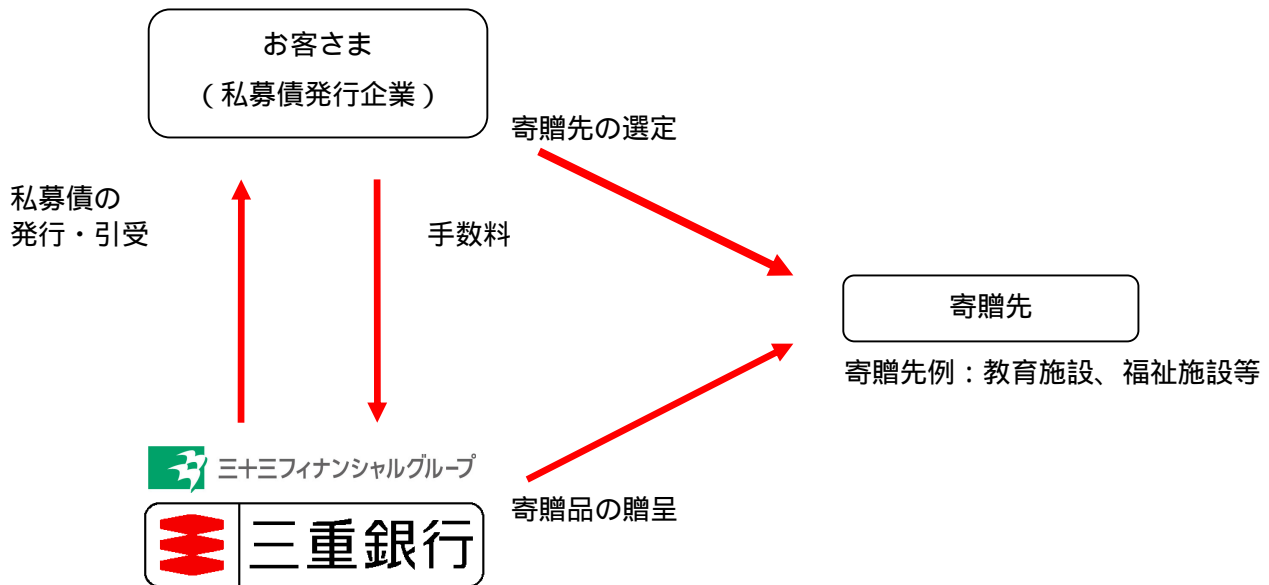 お客さま
(私募債発行企業)
寄贈先の選定
私募債の
発行・引受
手数料
寄贈先
寄贈先例:教育施設、福祉施設等
三十三フィナンシャルグループ
寄贈品の贈呈
三重銀行